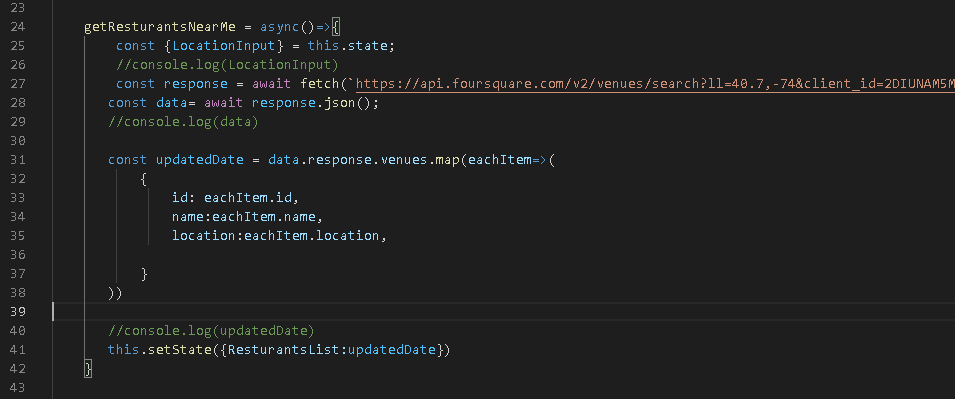 23
24 getResturantsNearMe = async()=>{
25 const {LocationInput} = this.state;
26 //console.log(LocationInput)
27 const response = await fetch(`https://api.foursquare.com/v2/venues/search?ll=40.7,-74&client_id=2DIUNAM5M
28 const data= await response.json();
29 //console.log(data)
30
31 const updatedDate = data.response.venues.map(eachItem=>(
32 {
33 id: eachItem.id,
34 name:eachItem.name,
35 location:eachItem.location,
36
37 }
38 ))
39
40 //console.log(updatedDate)
41 this.setState({ResturantsList:updatedDate})
42 }
43